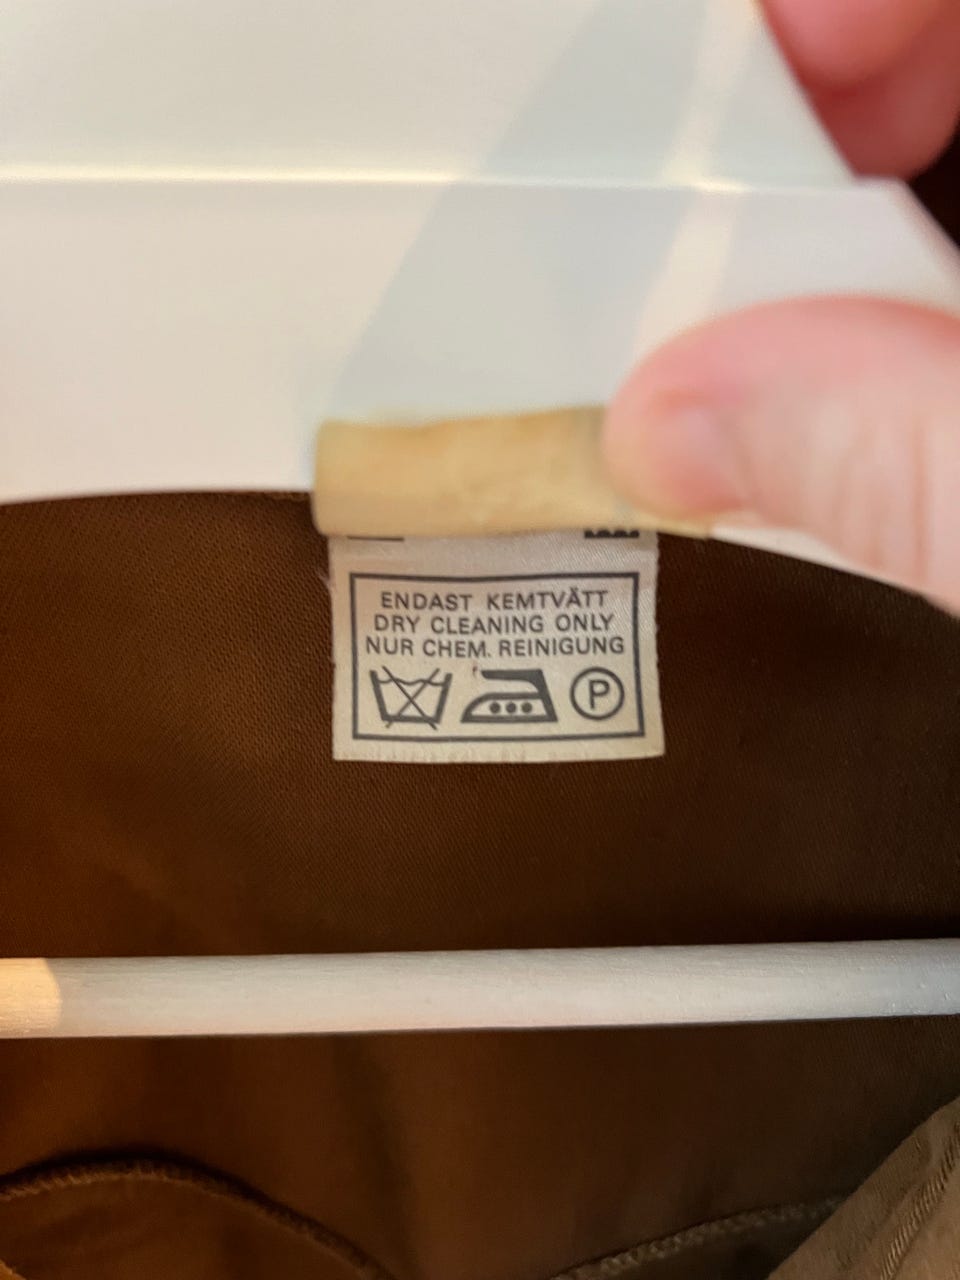 ENDAST KEMTVÄTT
DRY CLEANING ONLY
NUR CHEM. REINIGUNG
P